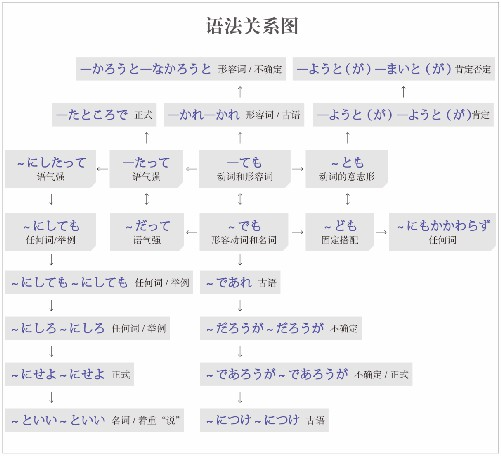 语法关系图
一かろうと一なかろうと 形容词 / 不确定
一ようと(が)一まいと(が)肯定否定
一たところで 正式
一かれ一かれ 形容词 / 古语
一ようと(が)一ようと(が)肯定
~にしたって
语气强
一たって
语气强
一ても
动词和形容词
~とも
动词的意志形
~にしても
任何词/举例
~だって
语气强
~でも
形容动词和名词
~ども
固定搭配
~にもかかわらず
任何词
~にしても~にしても 任何词 / 举例
~であれ 古语
~にしろ~にしろ 任何词 / 举例
~だろうが~だろうが 不确定
~にせよ~にせよ 正式
~であろうが~であろうが 不确定 / 正式
~といい~といい 名词 / 着重“说”
~につけ~につけ 古语